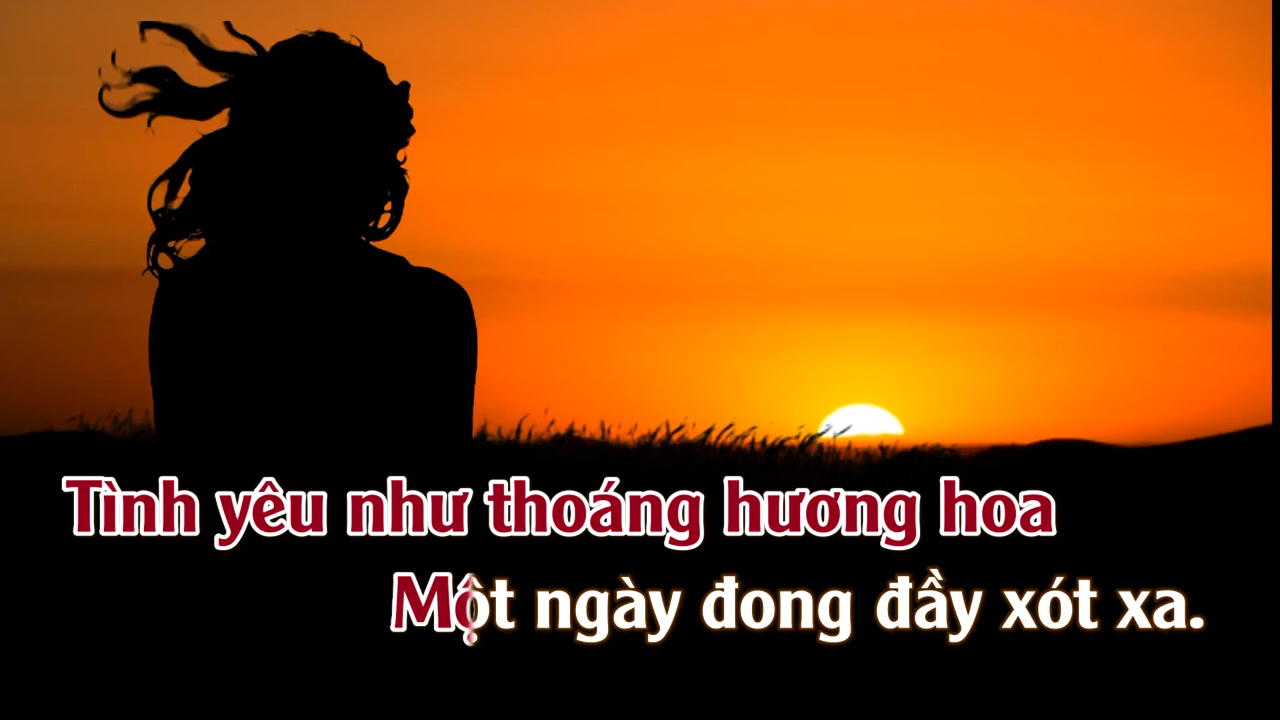 Tình yêu như thoáng hương hoa
Một ngày đong đầy xót xa.